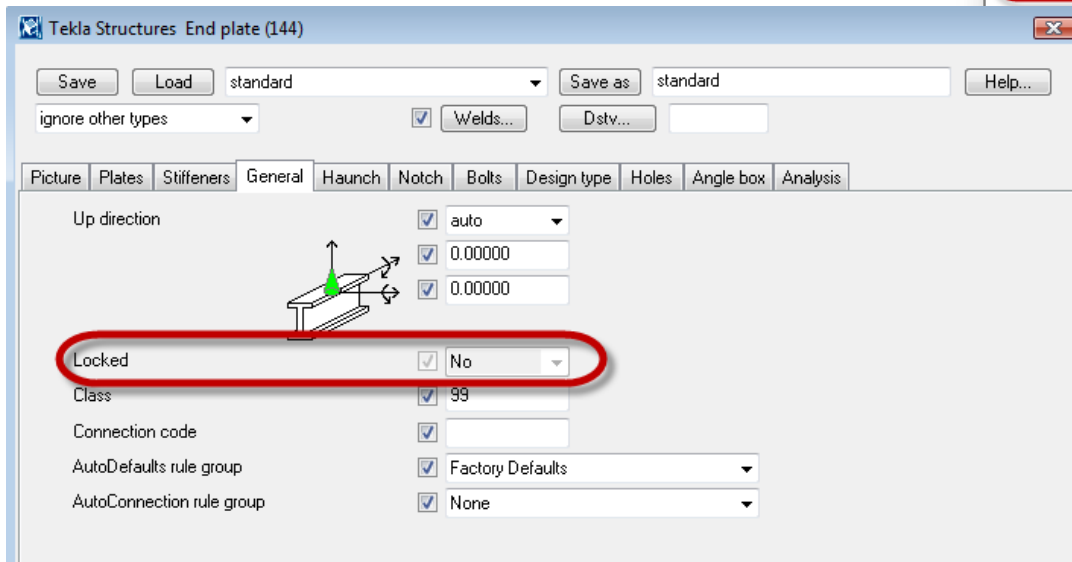 Tekla Structures End plate (144)
Save Load standard Save as standard Help...
ignore other types Welds... Dstv...
Picture Plates Stiffeners General Haunch Notch Bolts Design type Holes Angle box Analysis
Up direction auto
0.00000
0.00000
Locked No
Class 99
Connection code
AutoDefaults rule group Factory Defaults
AutoConnection rule group None